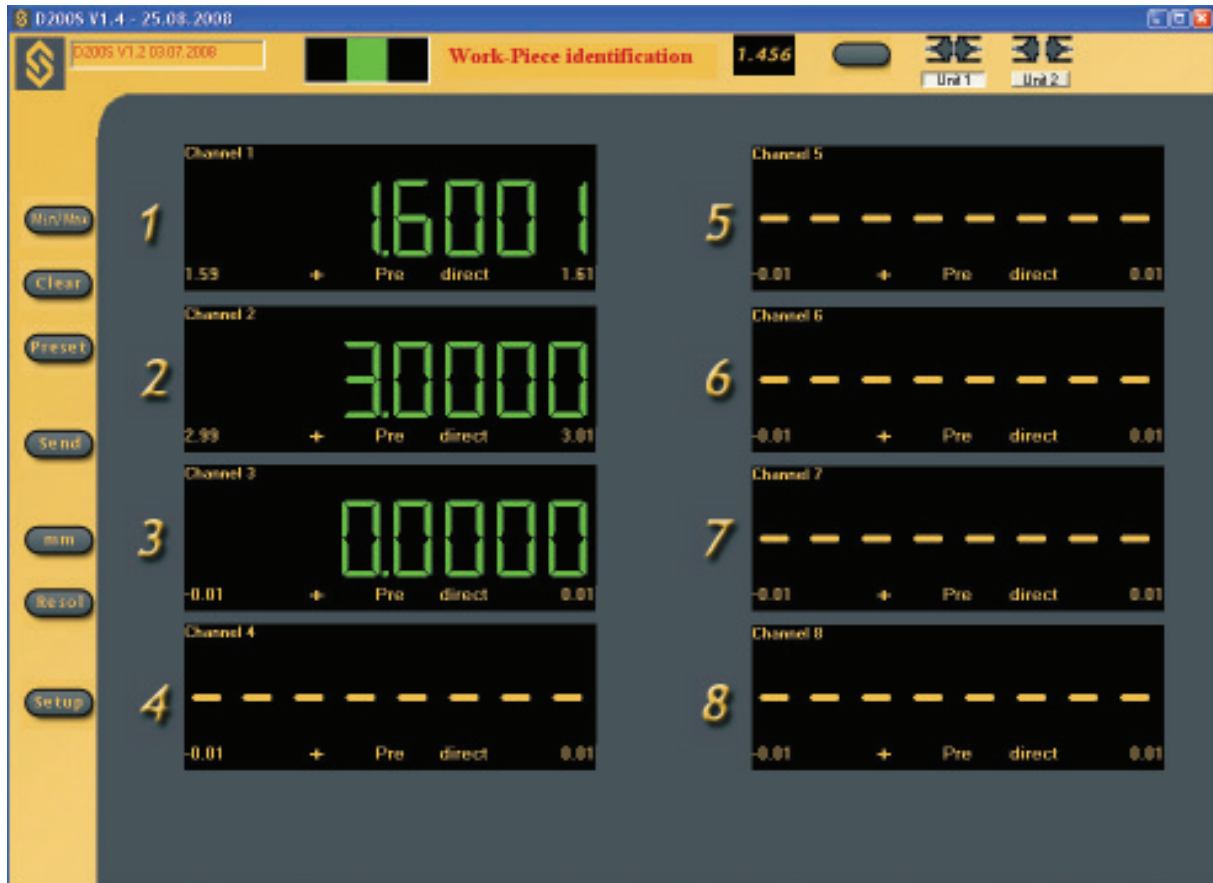 D200S V1.4 - 25.08.2008
D200S V1.2 03.07.2008
Work-Piece identification
1.456
Unit 1
Unit 2
Min/Max
Clear
Preset
Send
mm
Resol
Setup
1
Channel 1
1.6001
1.59 + Pre direct 1.61
2
Channel 2
3.0000
2.99 + Pre direct 3.01
3
Channel 3
0.0000
-0.01 + Pre direct 0.01
4
Channel 4
- - - - - - - -
-0.01 + Pre direct 0.01
5
Channel 5
- - - - - - - -
-0.01 + Pre direct 0.01
6
Channel 6
- - - - - - - -
-0.01 + Pre direct 0.01
7
Channel 7
- - - - - - - -
-0.01 + Pre direct 0.01
8
Channel 8
- - - - - - - -
-0.01 + Pre direct 0.01